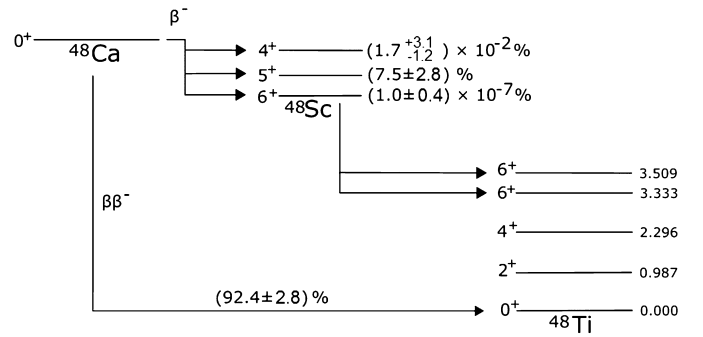 β⁻
0⁺
⁴⁸Ca
4⁺ (1.7 +3.1 -1.2 ) × 10⁻²%
5⁺ (7.5±2.8) %
6⁺ (1.0±0.4) × 10⁻⁷%
⁴⁸Sc
6⁺ 3.509
6⁺ 3.333
ββ⁻
4⁺ 2.296
2⁺ 0.987
(92.4±2.8) %
0⁺ 0.000
⁴⁸Ti